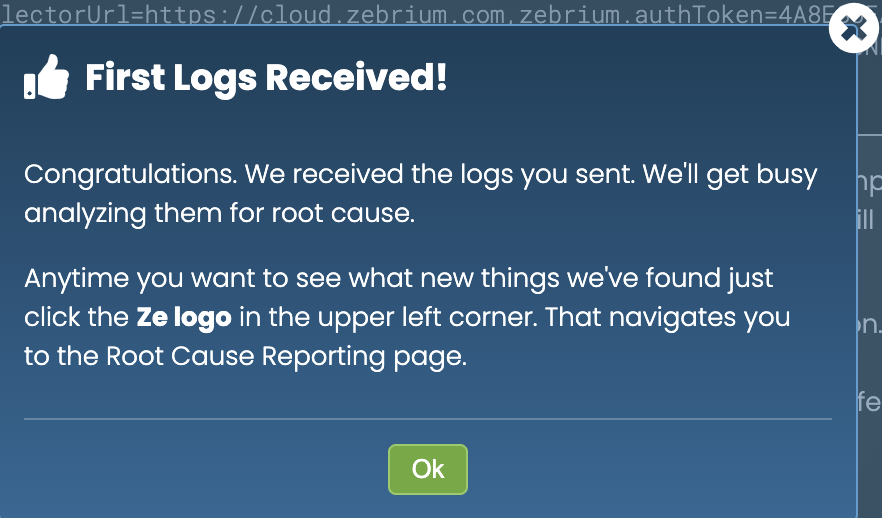 lectorUrl=https://cloud.zebrium.com,zebrium.authToken=4A8E
First Logs Received!
Congratulations. We received the logs you sent. We'll get busy
analyzing them for root cause.
Anytime you want to see what new things we've found just
click the Ze logo in the upper left corner. That navigates you
to the Root Cause Reporting page.
Ok